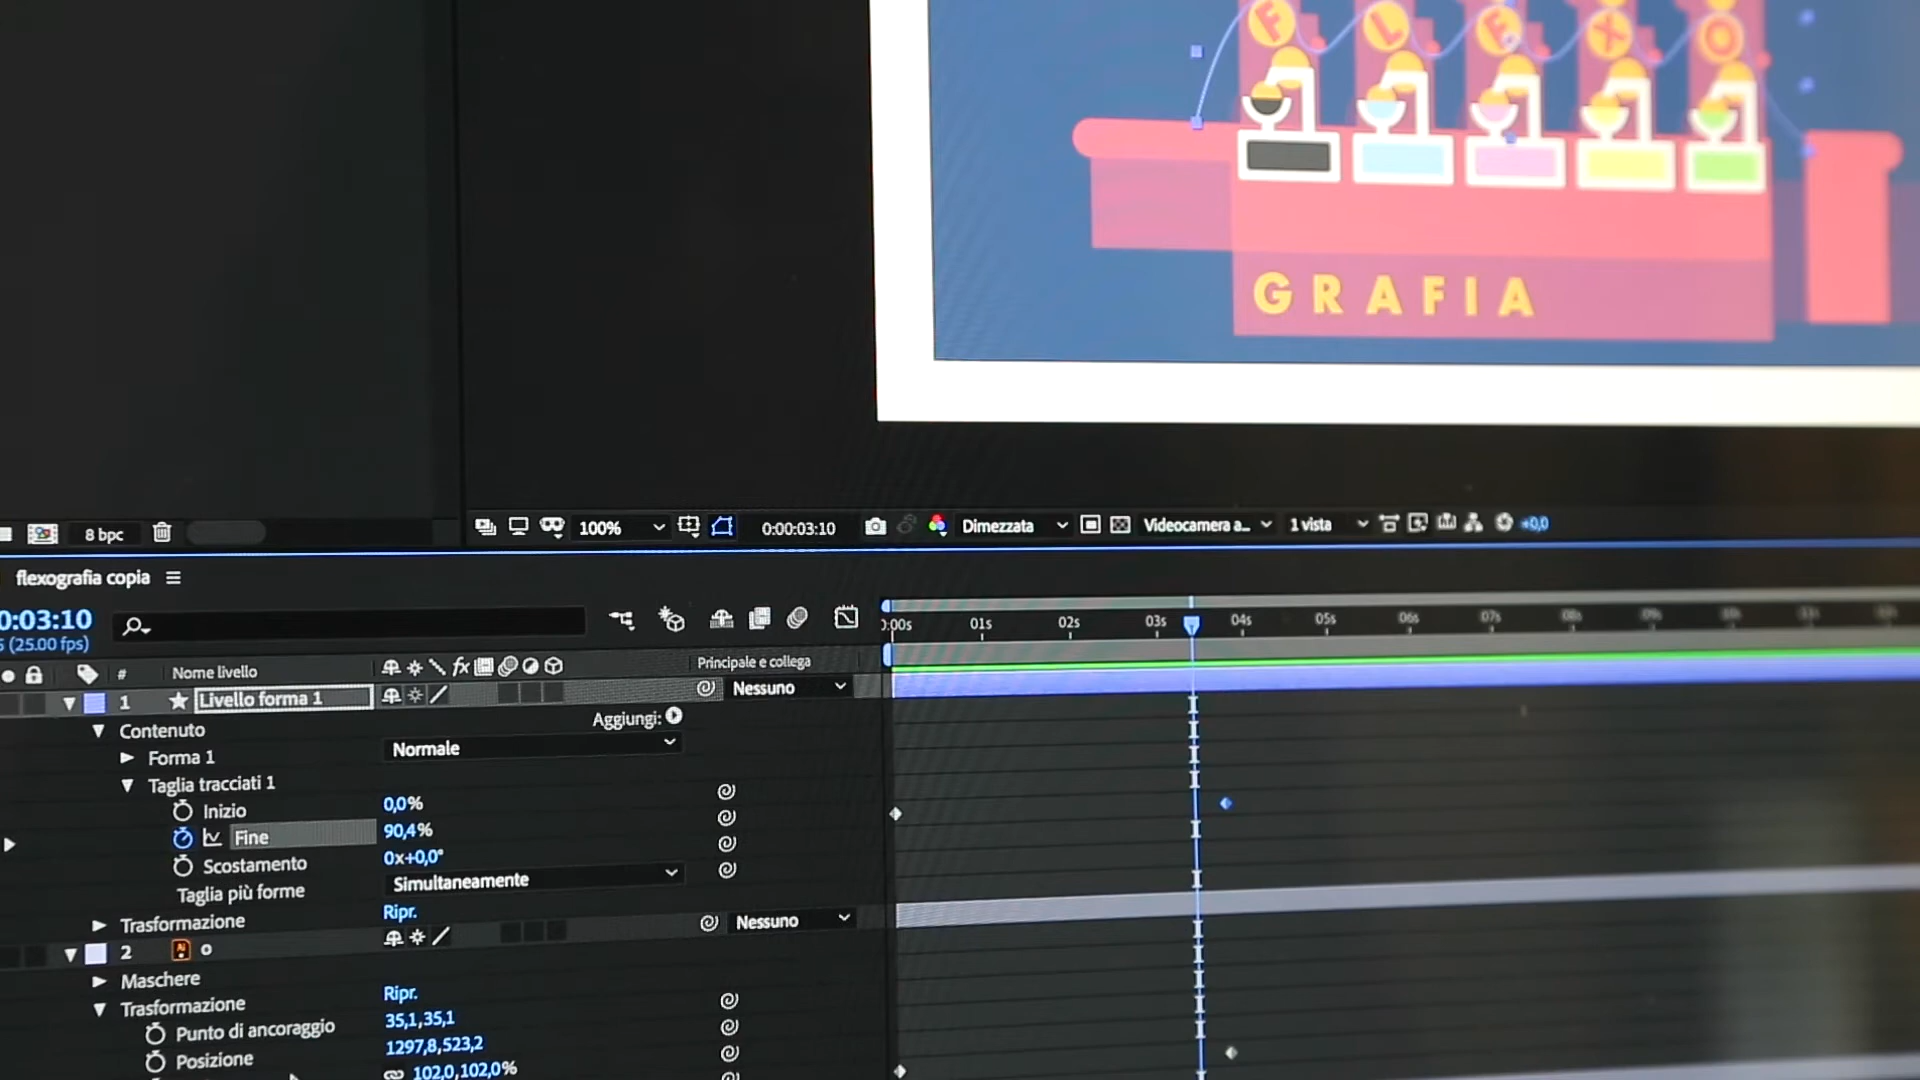 F L E X O
GRAFIA
8 bpc
100%
0:00:03:10
Dimezzata
Videocamera a...
1 vista
+0,0
flexografia copia
0:03:10
(25.00 fps)
0:00s 01s 02s 03s 04s 05s 06s 07s 08s 09s
# Nome livello
Principale e collega
1 Livello forma 1
Nessuno
Contenuto
Aggiungi:
Forma 1
Normale
Taglia tracciati 1
Inizio
0,0%
Fine
90,4%
Scostamento
0x+0,0°
Taglia più forme
Simultaneamente
Trasformazione
Ripr.
2 Ai o
Nessuno
Maschere
Trasformazione
Ripr.
Punto di ancoraggio
35,1,35,1
Posizione
1297,8,523,2
102,0,102,0%